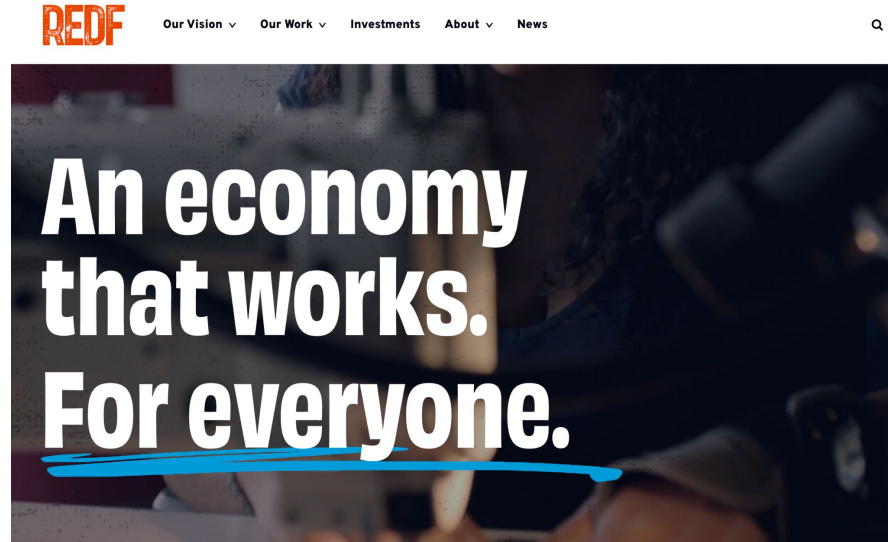 REDF
Our Vision
Our Work
Investments
About
News
An economy
that works.
For everyone.